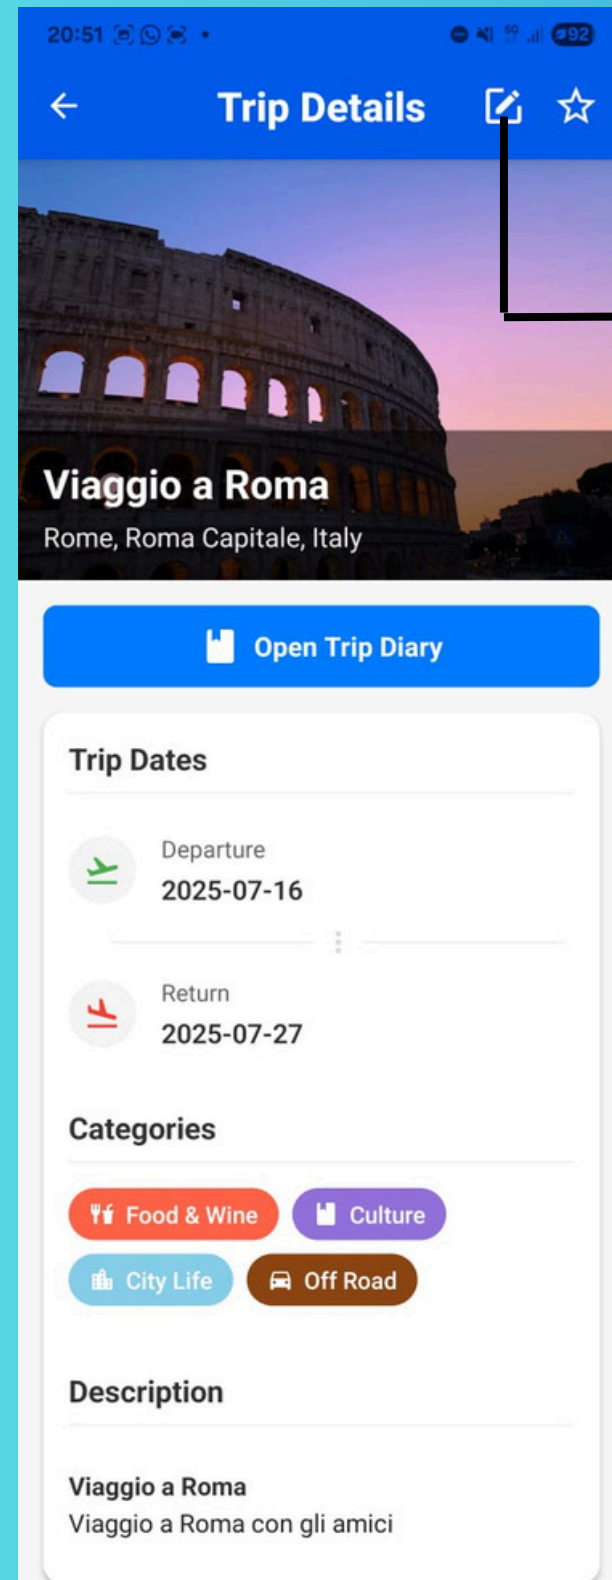 20:51
5G
92
Trip Details
Viaggio a Roma
Rome, Roma Capitale, Italy
Open Trip Diary
Trip Dates
Departure
2025-07-16
Return
2025-07-27
Categories
Food & Wine
Culture
City Life
Off Road
Description
Viaggio a Roma
Viaggio a Roma con gli amici